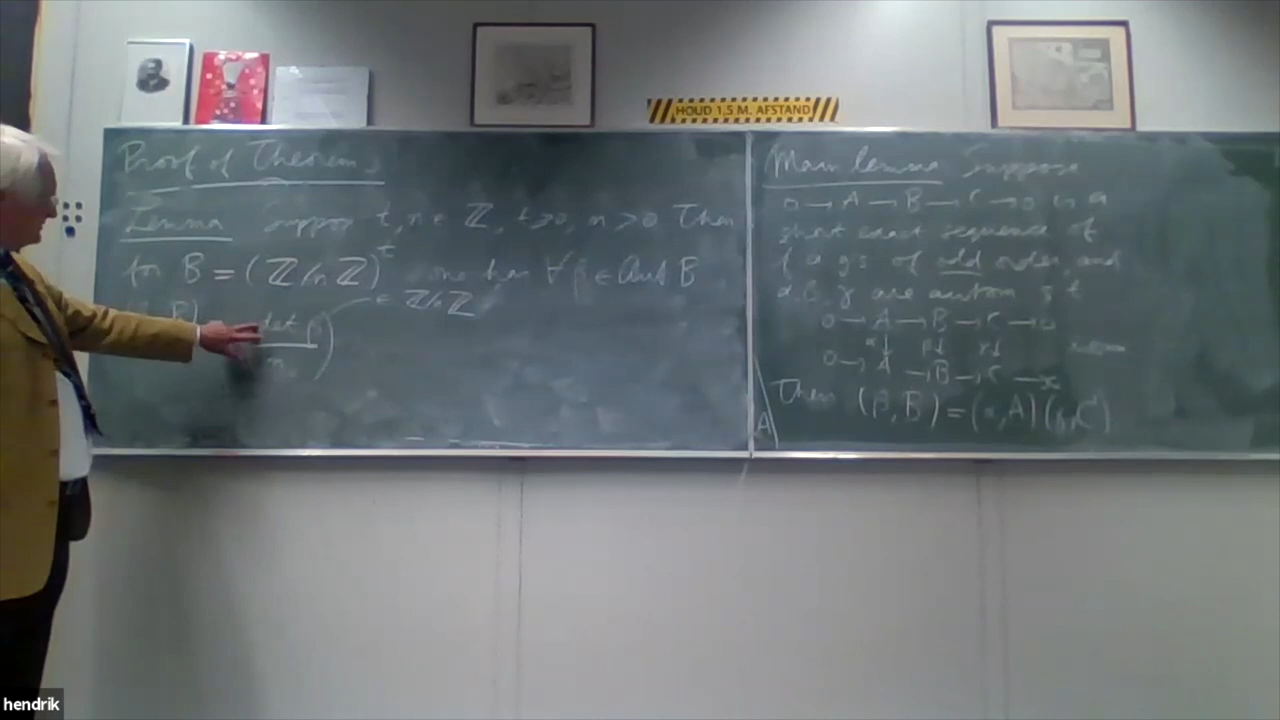 HOUD 1,5 M. AFSTAND
Proof of Theorem
Lemma Suppose t, n ∈ ℤ, t ≥ 0, n > 0 Then
for B = (ℤ/nℤ)^t one has ∀ β ∈ Aut B
∈ ℤ/nℤ
B) det β
n )
Main lemma Suppose
0 → A → B → C → 0 is a
short exact sequence of
f a gs of odd order, and
α, β, γ are autom s t
0 → A → B → C → 0
α↓ β↓ γ↓
0 → A → B → C → 0
Then (β, B) = (α, A) (γ, C)
A
hendrik